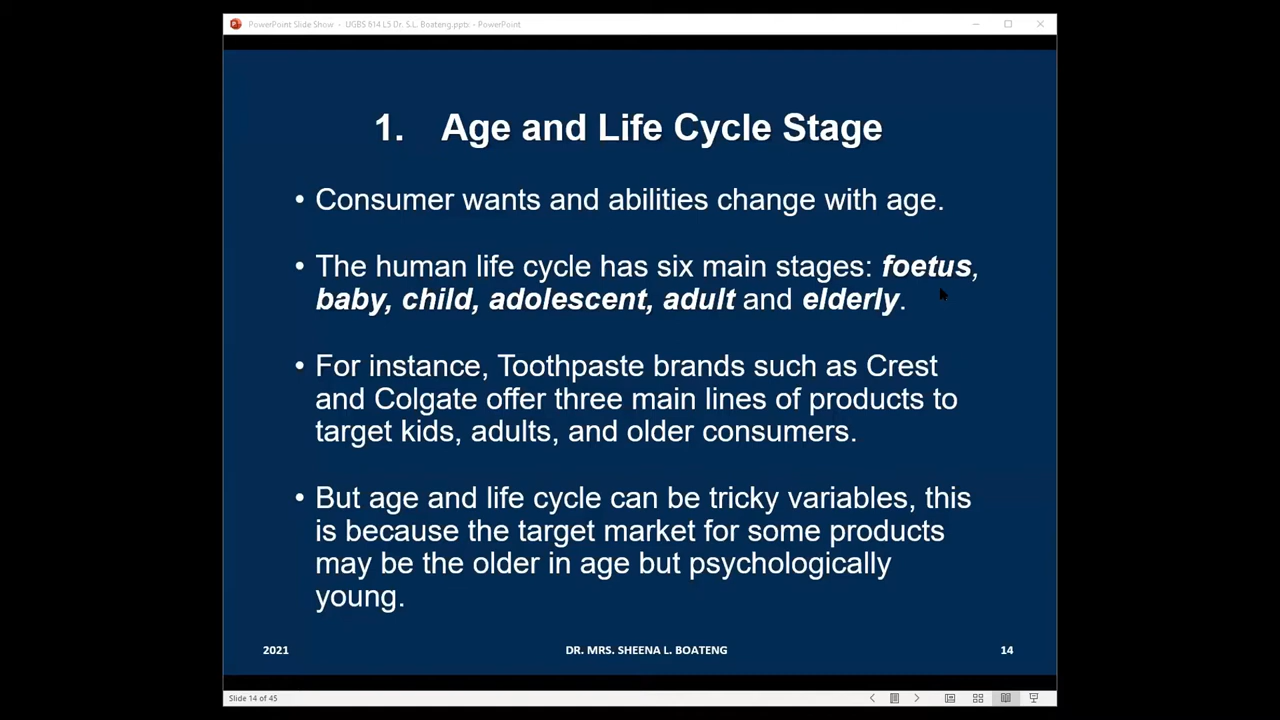 PowerPoint Slide Show - UGBS 614 L5 Dr. S.L. Boateng.pptx - PowerPoint
1. Age and Life Cycle Stage
• Consumer wants and abilities change with age.
• The human life cycle has six main stages: foetus,
baby, child, adolescent, adult and elderly.
• For instance, Toothpaste brands such as Crest
and Colgate offer three main lines of products to
target kids, adults, and older consumers.
• But age and life cycle can be tricky variables, this
is because the target market for some products
may be the older in age but psychologically
young.
2021 DR. MRS. SHEENA L. BOATENG 14
Slide 14 of 45